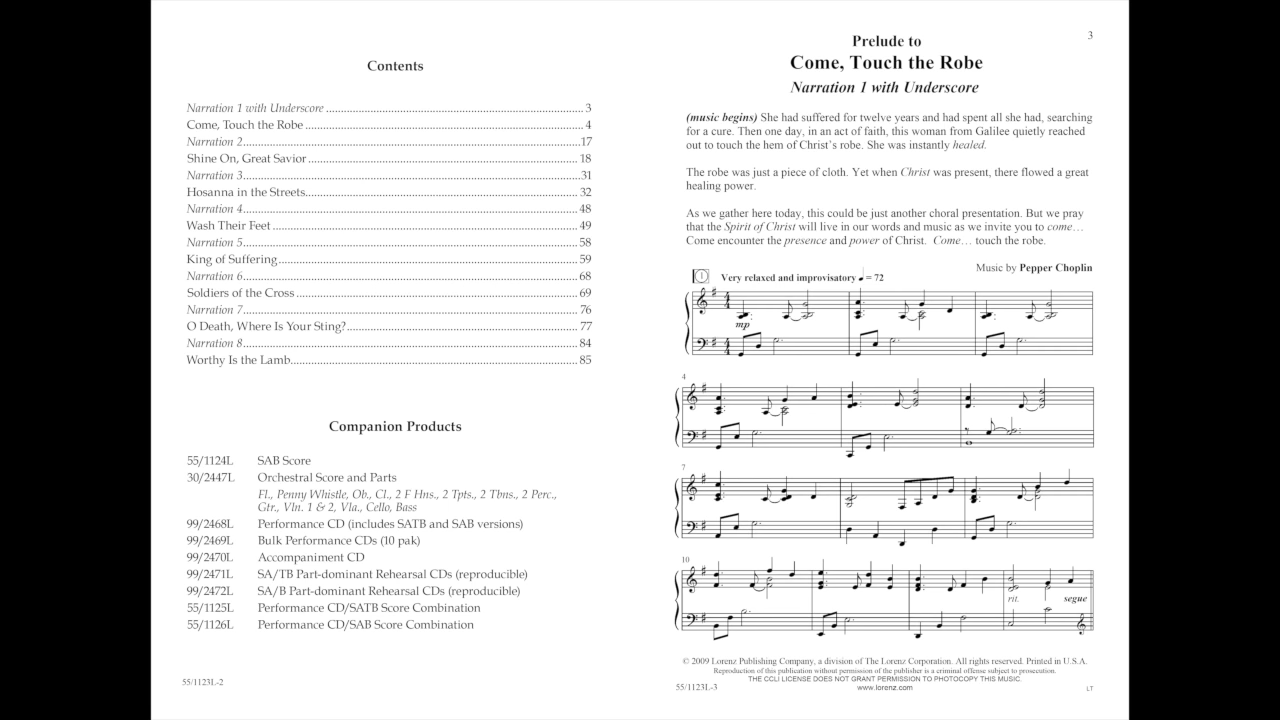 Contents
Narration 1 with Underscore ........ 3
Come, Touch the Robe ........ 4
Narration 2 ........ 17
Shine On, Great Savior ........ 18
Narration 3 ........ 31
Hosanna in the Streets ........ 32
Narration 4 ........ 48
Wash Their Feet ........ 49
Narration 5 ........ 58
King of Suffering ........ 59
Narration 6 ........ 68
Soldiers of the Cross ........ 69
Narration 7 ........ 76
O Death, Where Is Your Sting? ........ 77
Narration 8 ........ 84
Worthy Is the Lamb ........ 85
Companion Products
55/1124L SAB Score
30/2447L Orchestral Score and Parts
Fl., Penny Whistle, Ob., Cl., 2 F Hns., 2 Tpts., 2 Tbns., 2 Perc.,
Gtr., Vln. 1 & 2, Vla., Cello, Bass
99/2468L Performance CD (includes SATB and SAB versions)
99/2469L Bulk Performance CDs (10 pak)
99/2470L Accompaniment CD
99/2471L SA/TB Part-dominant Rehearsal CDs (reproducible)
99/2472L SA/B Part-dominant Rehearsal CDs (reproducible)
55/1125L Performance CD/SATB Score Combination
55/1126L Performance CD/SAB Score Combination
55/1123L-2
3
Prelude to
Come, Touch the Robe
Narration 1 with Underscore
(music begins) She had suffered for twelve years and had spent all she had, searching
for a cure. Then one day, in an act of faith, this woman from Galilee quietly reached
out to touch the hem of Christ's robe. She was instantly healed.
The robe was just a piece of cloth. Yet when Christ was present, there flowed a great
healing power.
As we gather here today, this could be just another choral presentation. But we pray
that the Spirit of Christ will live in our words and music as we invite you to come…
Come encounter the presence and power of Christ. Come… touch the robe.
Music by Pepper Choplin
1 Very relaxed and improvisatory ♩ = 72
mp
4
7
10
rit. segue
© 2009 Lorenz Publishing Company, a division of The Lorenz Corporation. All rights reserved. Printed in U.S.A.
Reproduction of this publication without permission of the publisher is a criminal offense subject to prosecution.
THE CCLI LICENSE DOES NOT GRANT PERMISSION TO PHOTOCOPY THIS MUSIC.
55/1123L-3 www.lorenz.com LT